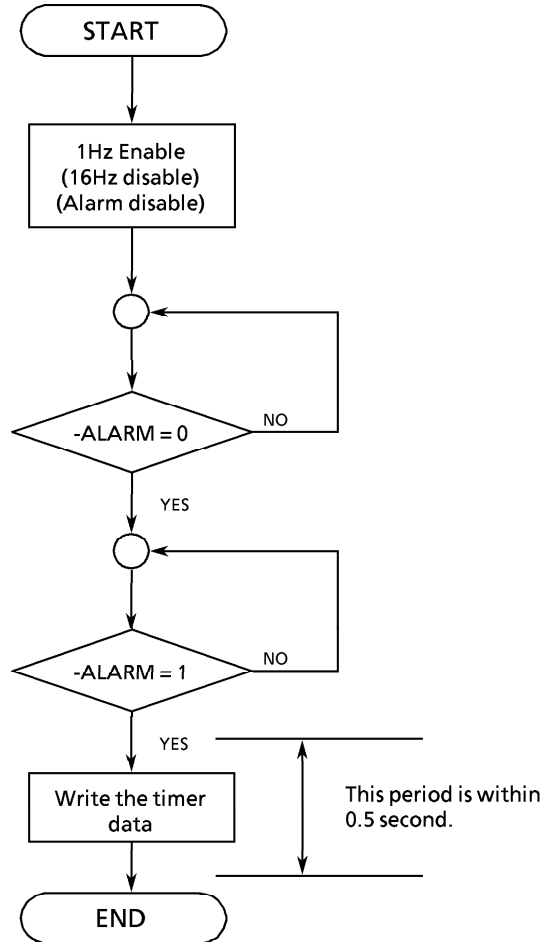 START
1Hz Enable
(16Hz disable)
(Alarm disable)
-ALARM = 0
NO
YES
-ALARM = 1
NO
YES
Write the timer
data
This period is within
0.5 second.
END